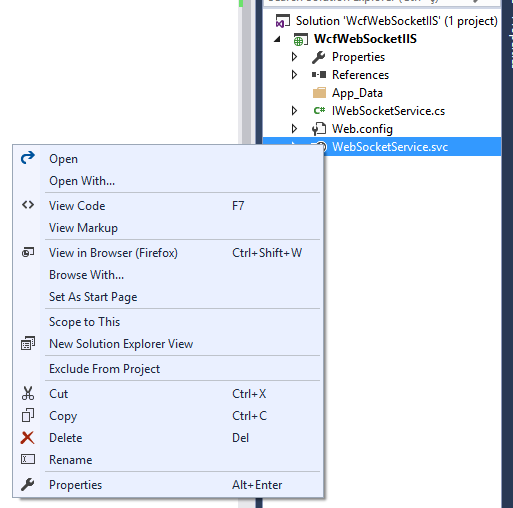 Solution 'WcfWebSocketIIS' (1 project)
WcfWebSocketIIS
Properties
References
App_Data
IWebSocketService.cs
Web.config
WebSocketService.svc
Open
Open With...
View Code F7
View Markup
View in Browser (Firefox) Ctrl+Shift+W
Browse With...
Set As Start Page
Scope to This
New Solution Explorer View
Exclude From Project
Cut Ctrl+X
Copy Ctrl+C
Delete Del
Rename
Properties Alt+Enter